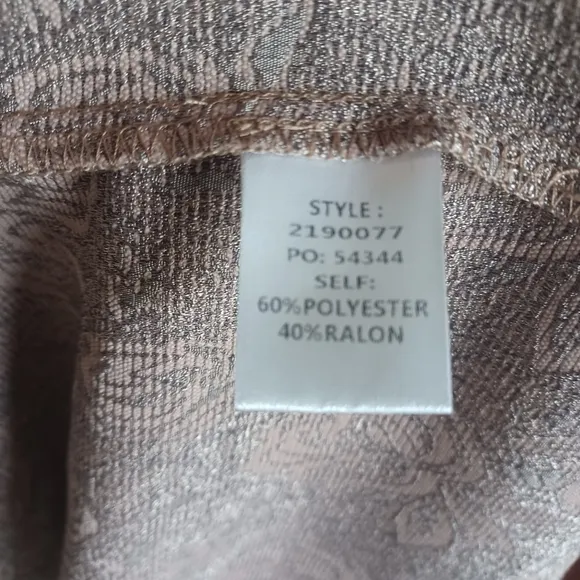 STYLE :
2190077
PO: 54344
SELF:
60%POLYESTER
40%RALON